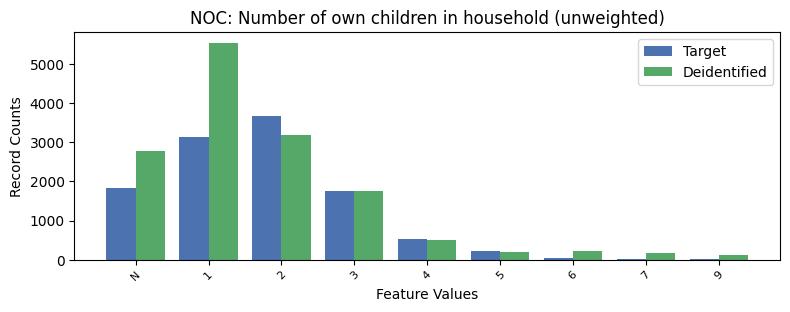 NOC: Number of own children in household (unweighted)
Target
Deidentified
Record Counts
5000
4000
3000
2000
1000
0
N
1
2
3
4
5
6
7
9
Feature Values